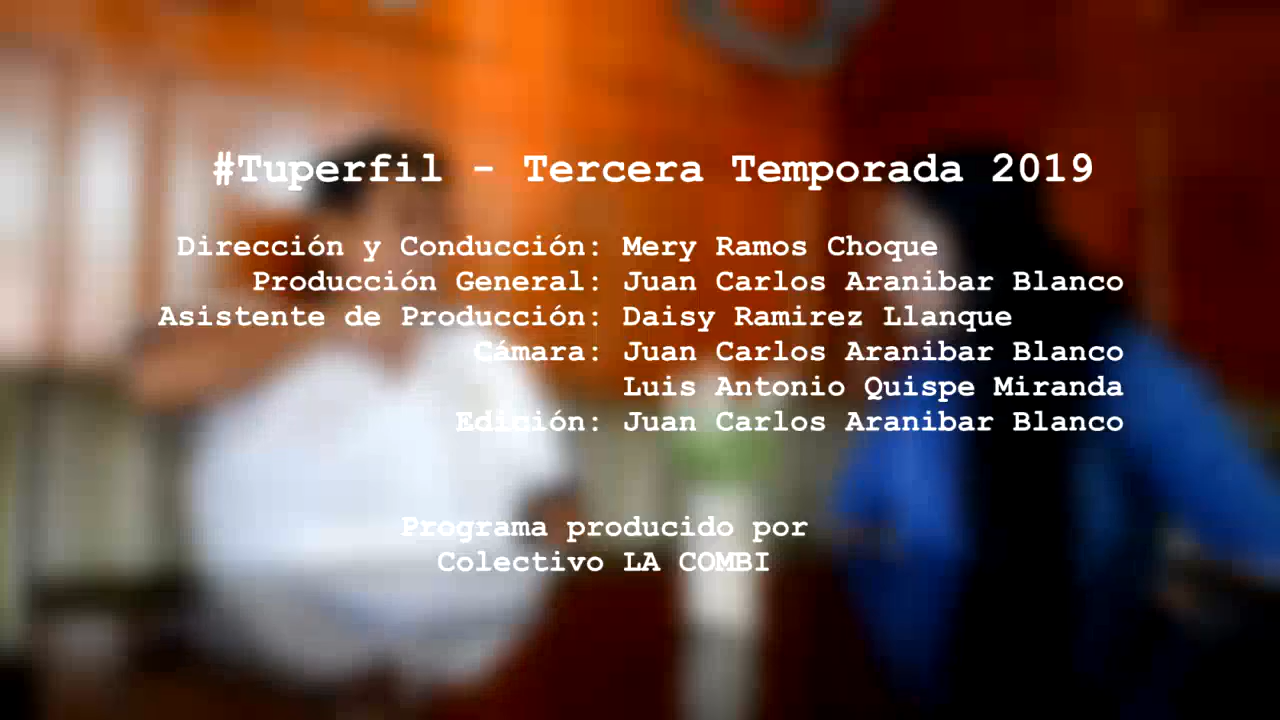 #Tuperfil - Tercera Temporada 2019
Dirección y Conducción: Mery Ramos Choque
Producción General: Juan Carlos Aranibar Blanco
Asistente de Producción: Daisy Ramirez Llanque
Cámara: Juan Carlos Aranibar Blanco
Luis Antonio Quispe Miranda
Edición: Juan Carlos Aranibar Blanco
Programa producido por
Colectivo LA COMBI